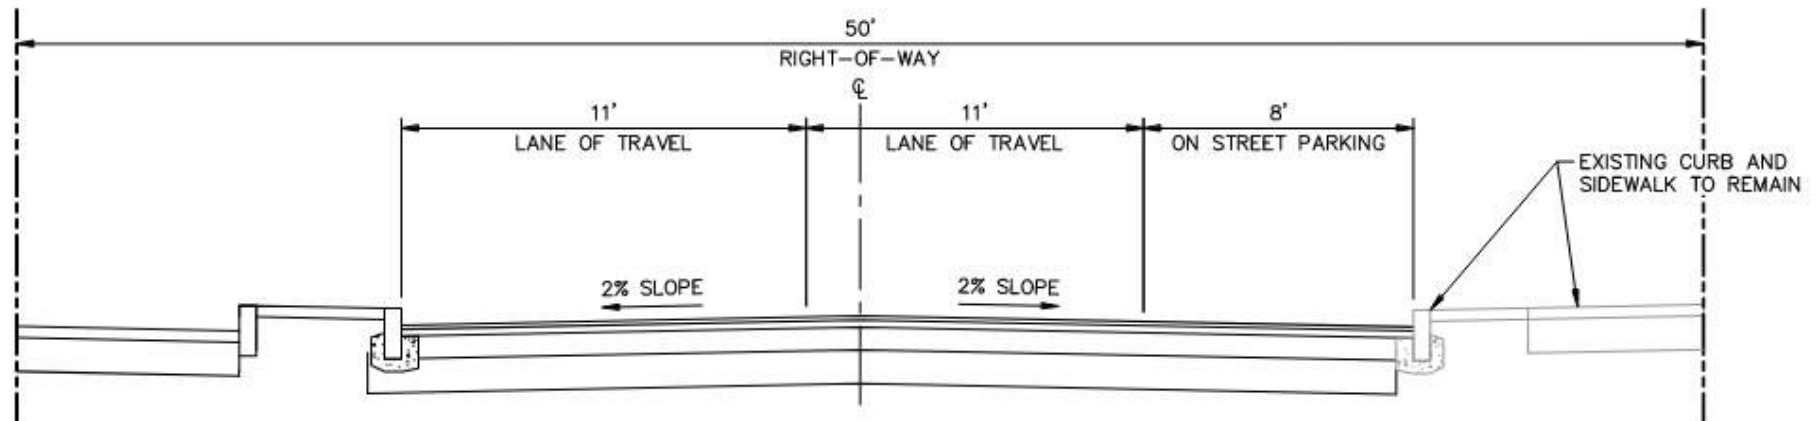 50'
RIGHT-OF-WAY
℄
11'
LANE OF TRAVEL
11'
LANE OF TRAVEL
8'
ON STREET PARKING
EXISTING CURB AND
SIDEWALK TO REMAIN
2% SLOPE
2% SLOPE